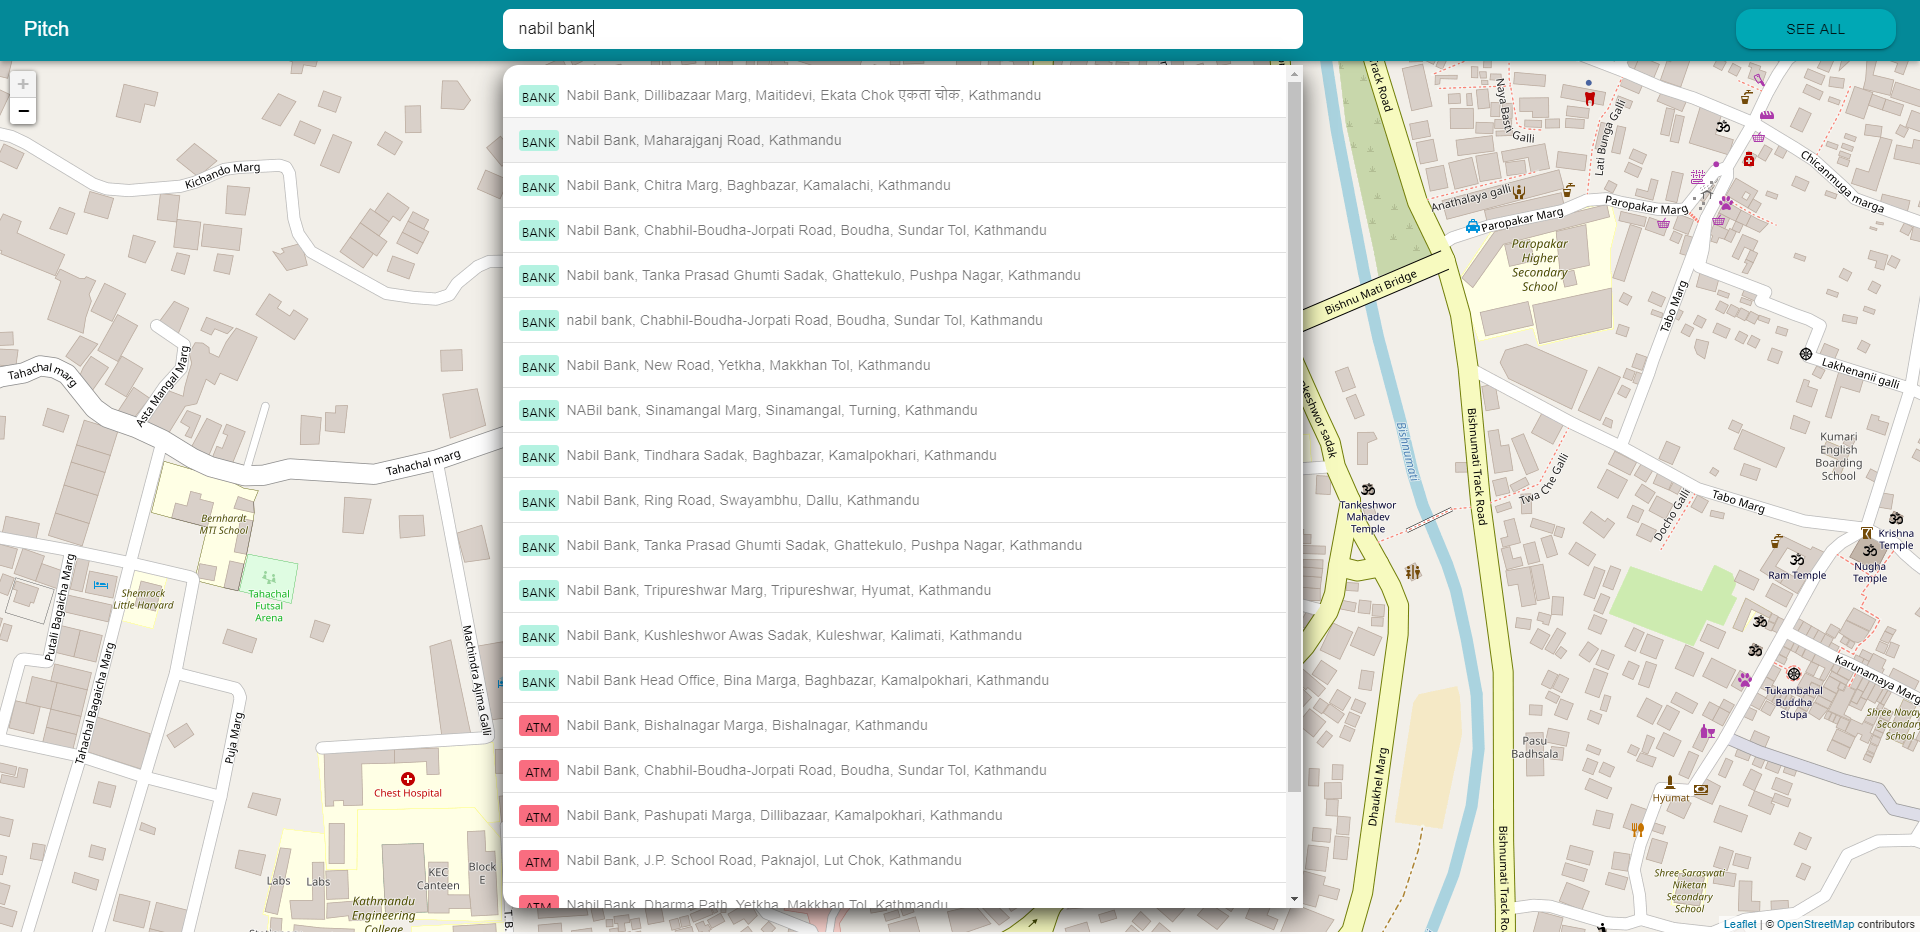 Pitch
nabil bank
SEE ALL
+
−
BANK Nabil Bank, Dillibazaar Marg, Maitidevi, Ekata Chok एकता चोक, Kathmandu
BANK Nabil Bank, Maharajganj Road, Kathmandu
BANK Nabil Bank, Chitra Marg, Baghbazar, Kamalachi, Kathmandu
BANK Nabil Bank, Chabhil-Boudha-Jorpati Road, Boudha, Sundar Tol, Kathmandu
BANK Nabil bank, Tanka Prasad Ghumti Sadak, Ghattekulo, Pushpa Nagar, Kathmandu
BANK nabil bank, Chabhil-Boudha-Jorpati Road, Boudha, Sundar Tol, Kathmandu
BANK Nabil Bank, New Road, Yetkha, Makkhan Tol, Kathmandu
BANK NABil bank, Sinamangal Marg, Sinamangal, Turning, Kathmandu
BANK Nabil Bank, Tindhara Sadak, Baghbazar, Kamalpokhari, Kathmandu
BANK Nabil Bank, Ring Road, Swayambhu, Dallu, Kathmandu
BANK Nabil Bank, Tanka Prasad Ghumti Sadak, Ghattekulo, Pushpa Nagar, Kathmandu
BANK Nabil Bank, Tripureshwar Marg, Tripureshwar, Hyumat, Kathmandu
BANK Nabil Bank, Kushleshwor Awas Sadak, Kuleshwar, Kalimati, Kathmandu
BANK Nabil Bank Head Office, Bina Marga, Baghbazar, Kamalpokhari, Kathmandu
ATM Nabil Bank, Bishalnagar Marga, Bishalnagar, Kathmandu
ATM Nabil Bank, Chabhil-Boudha-Jorpati Road, Boudha, Sundar Tol, Kathmandu
ATM Nabil Bank, Pashupati Marga, Dillibazaar, Kamalpokhari, Kathmandu
ATM Nabil Bank, J.P. School Road, Paknajol, Lut Chok, Kathmandu
ATM Nabil Bank, Dharma Path, Yetkha, Makkhan Tol, Kathmandu
Kichando Marg
Tahachal marg
Asta Mangal Marg
Tahachal marg
Bernhardt
MTI School
Putali Bagaicha Marg
Shemrock
Little Harvard
Tahachal
Futsal
Arena
Tahachal Bagaicha Marg
Puja Marg
Machindra Ajima Galli
Chest Hospital
Labs
Labs
KEC
Canteen
Block
E
Kathmandu
Engineering
College
T.B.
Track Road
Naya Basti Galli
Lati Bunga Galli
Chicanmuga marga
Anathalaya galli
Paropakar Marg
Paropakar Marg
Paropakar
Higher
Secondary
School
Bishnu Mati Bridge
Tabo Marg
Lakhenanii galli
keshwor sadak
Bishnumati
Bishnumati Track Road
Kumari
English
Boarding
School
Twa Che Galli
Docho Galli
Tabo Marg
Tankeshwor
Mahadev
Temple
Krishna
Temple
Nugha
Temple
Ram Temple
Karunamaya Marg
Tukambahal
Buddha
Stupa
Shree Navay
Secondary
School
Pasu
Badhsala
Dhaukhel Marg
Hyumat
Bishnumati Track Ro
Shree Saraswati
Niketan
Secondary
School
Leaflet | © OpenStreetMap contributors